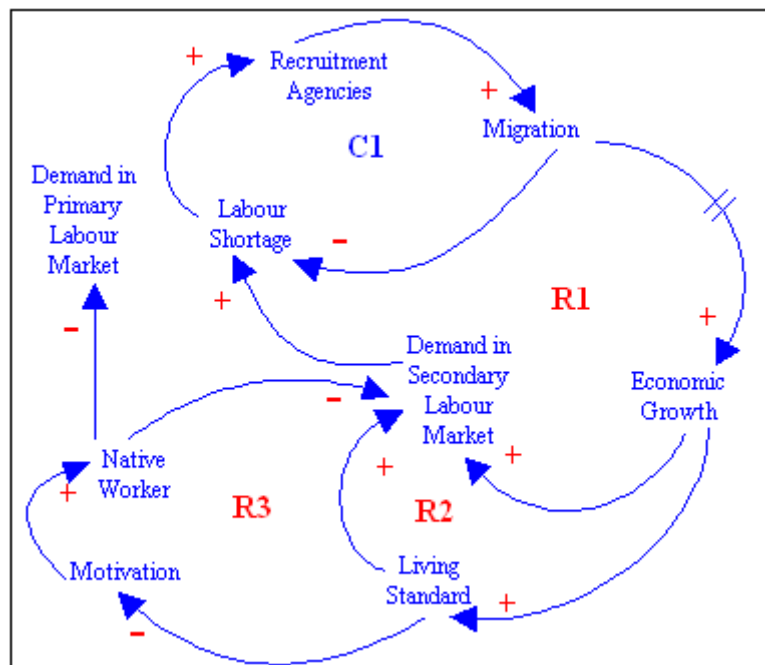 +
Recruitment
Agencies
+
Migration
C1
Demand in
Primary
Labour
Market
Labour
Shortage
-
+
R1
-
+
Demand in
Secondary
Labour
Market
Economic
Growth
-
Native
Worker
+
+
+
R3
R2
Motivation
Living
Standard
+
-